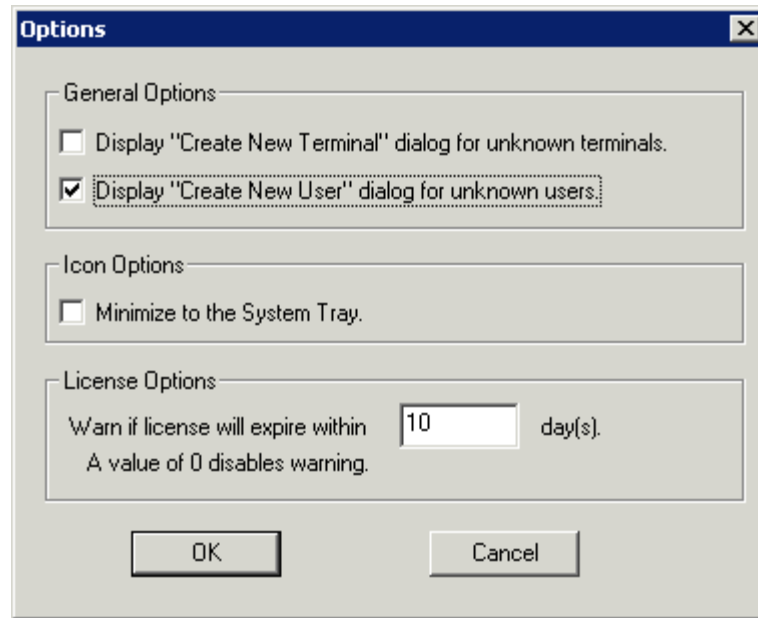 Options
General Options
Display "Create New Terminal" dialog for unknown terminals.
Display "Create New User" dialog for unknown users.
Icon Options
Minimize to the System Tray.
License Options
Warn if license will expire within 10 day(s).
A value of 0 disables warning.
OK Cancel